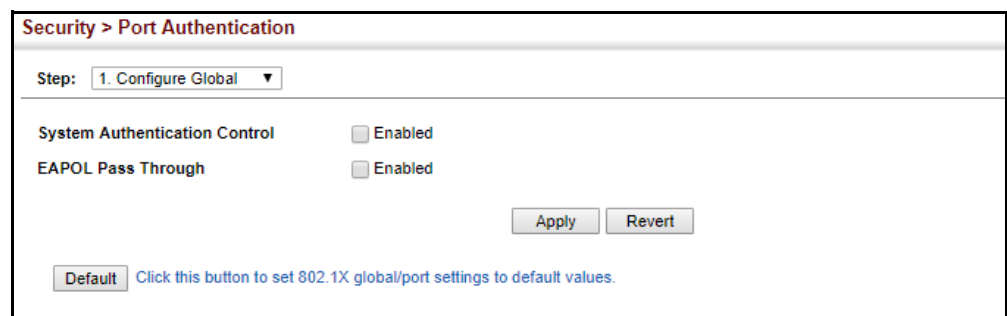 Security > Port Authentication
Step: 1. Configure Global
System Authentication Control Enabled
EAPOL Pass Through Enabled
Apply Revert
Default Click this button to set 802.1X global/port settings to default values.